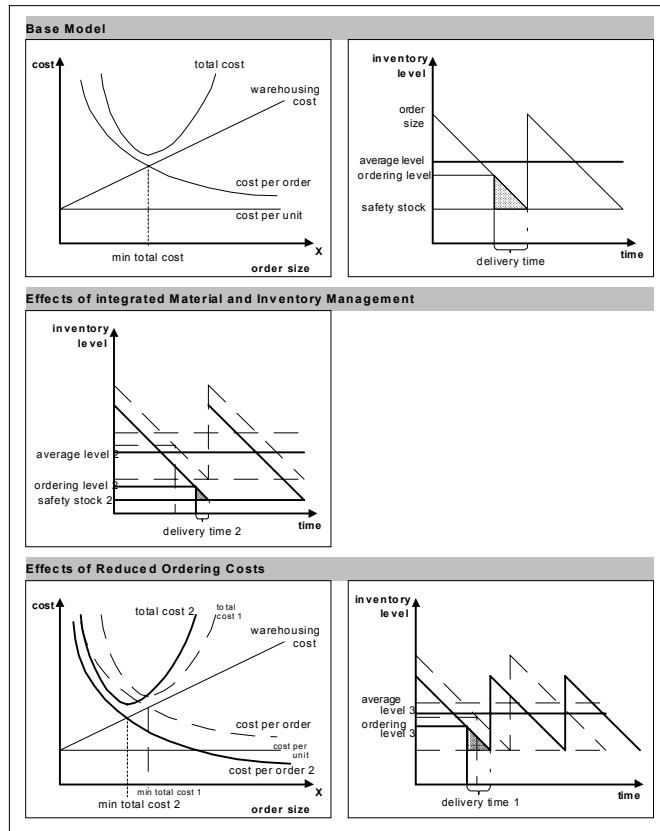 Base Model
cost
total cost
warehousing
cost
cost per order
cost per unit
min total cost
X
order size
inventory
level
order
size
average level
ordering level
safety stock
delivery time
time
Effects of integrated Material and Inventory Management
inventory
level
average level 2
ordering level 2
safety stock 2
delivery time 2
time
Effects of Reduced Ordering Costs
cost
total cost 2
total
cost 1
warehousing
cost
cost per order
cost per
unit
cost per order 2
min total cost 1
min total cost 2
X
order size
inventory
level
average
level 3
ordering
level 3
delivery time 1
time